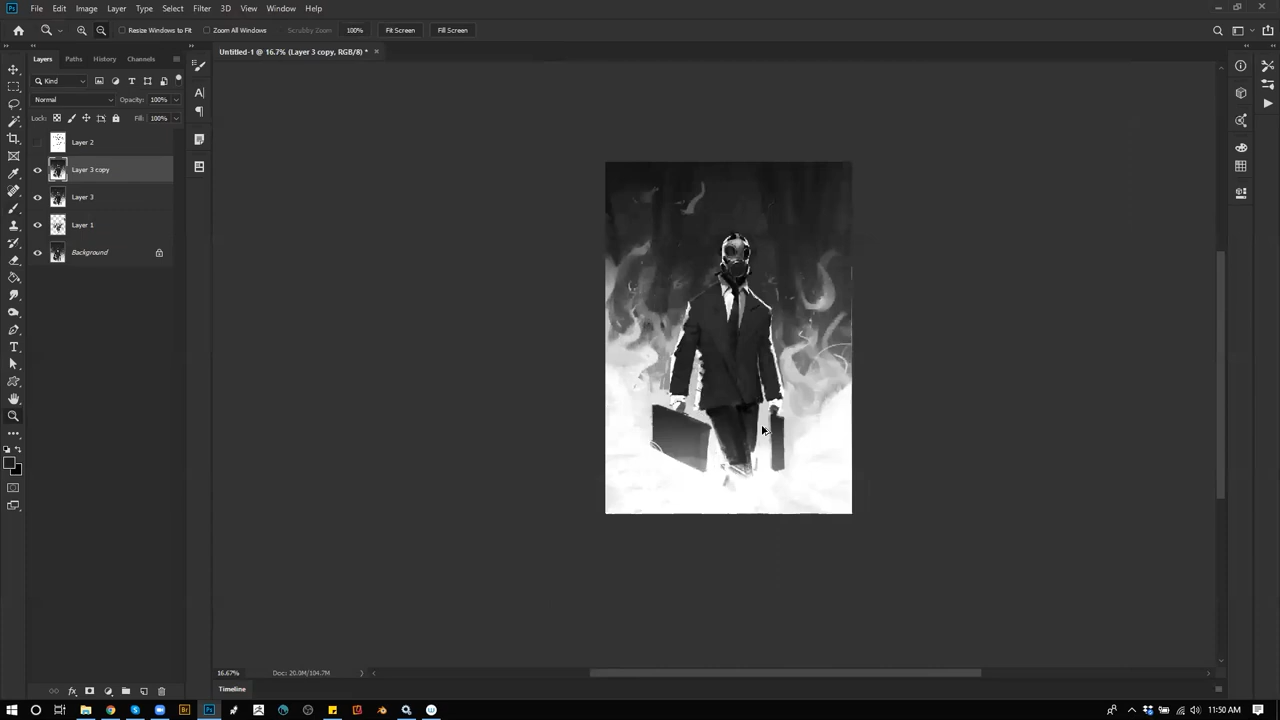 Ps File Edit Image Layer Type Select Filter 3D View Window Help
Resize Windows to Fit Zoom All Windows Scrubby Zoom 100% Fit Screen Fill Screen
Untitled-1 @ 16.7% (Layer 3 copy, RGB/8) * ×
Layers Paths History Channels
Kind
Normal Opacity: 100%
Lock: Fill: 100%
Layer 2
Layer 3 copy
Layer 3
Layer 1
Background
16.67% Doc: 20.0M/104.7M
Timeline
11:50 AM